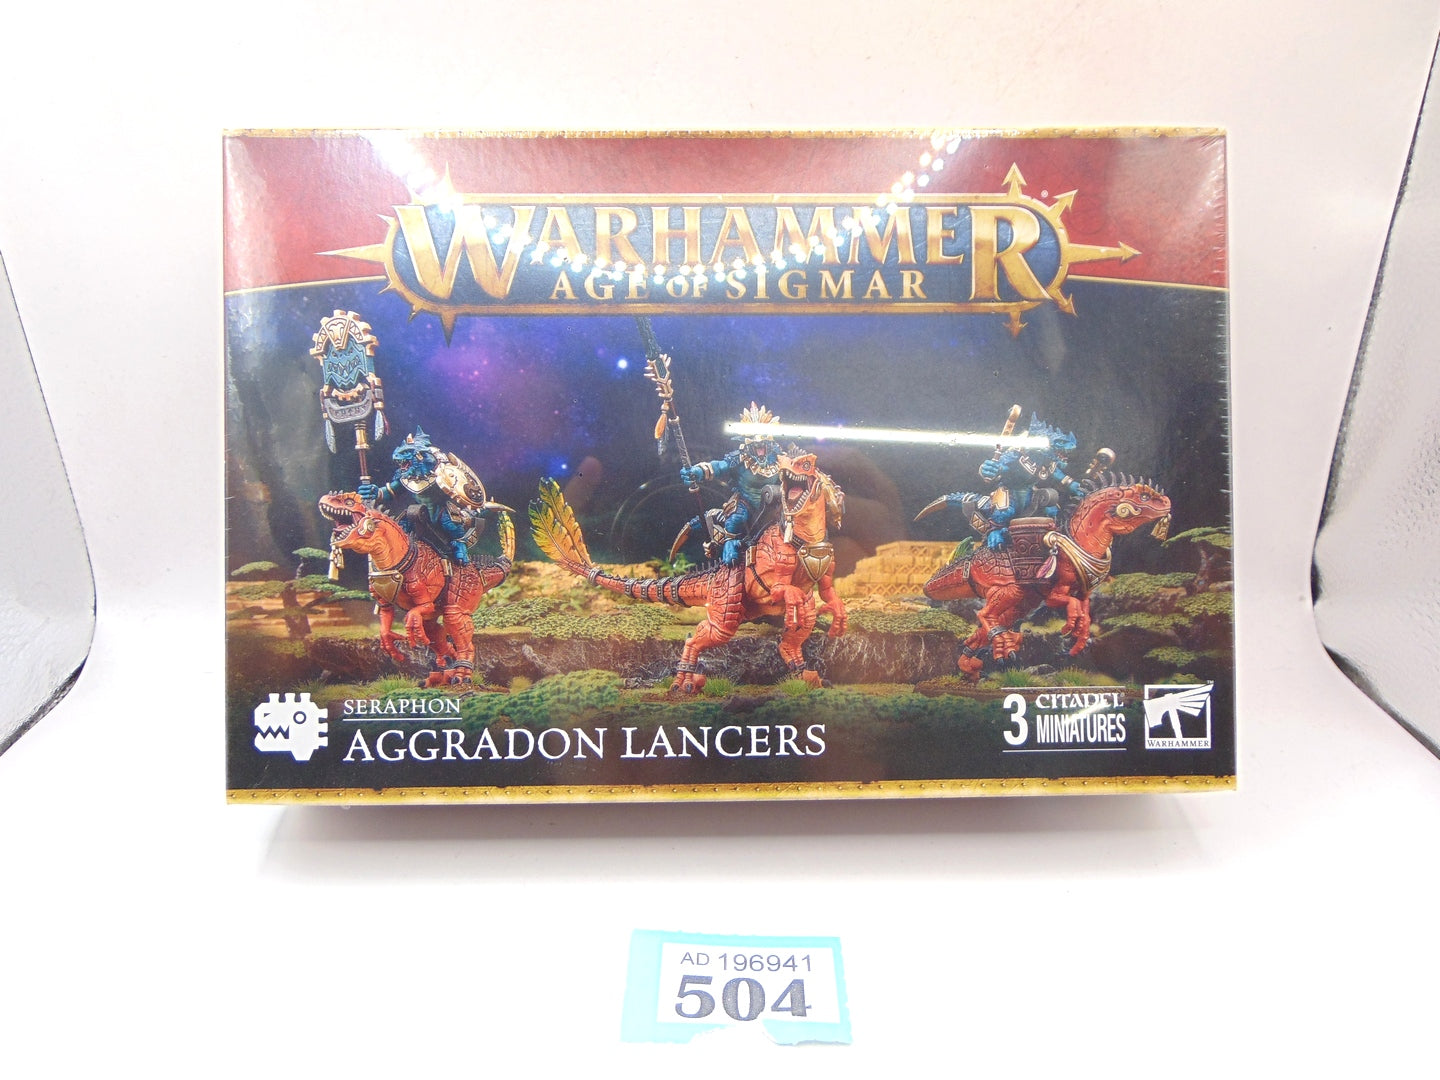 WARHAMMER
AGE OF SIGMAR
SERAPHON
AGGRADON LANCERS
3 CITADEL
MINIATURES
WARHAMMER
AD 196941
504